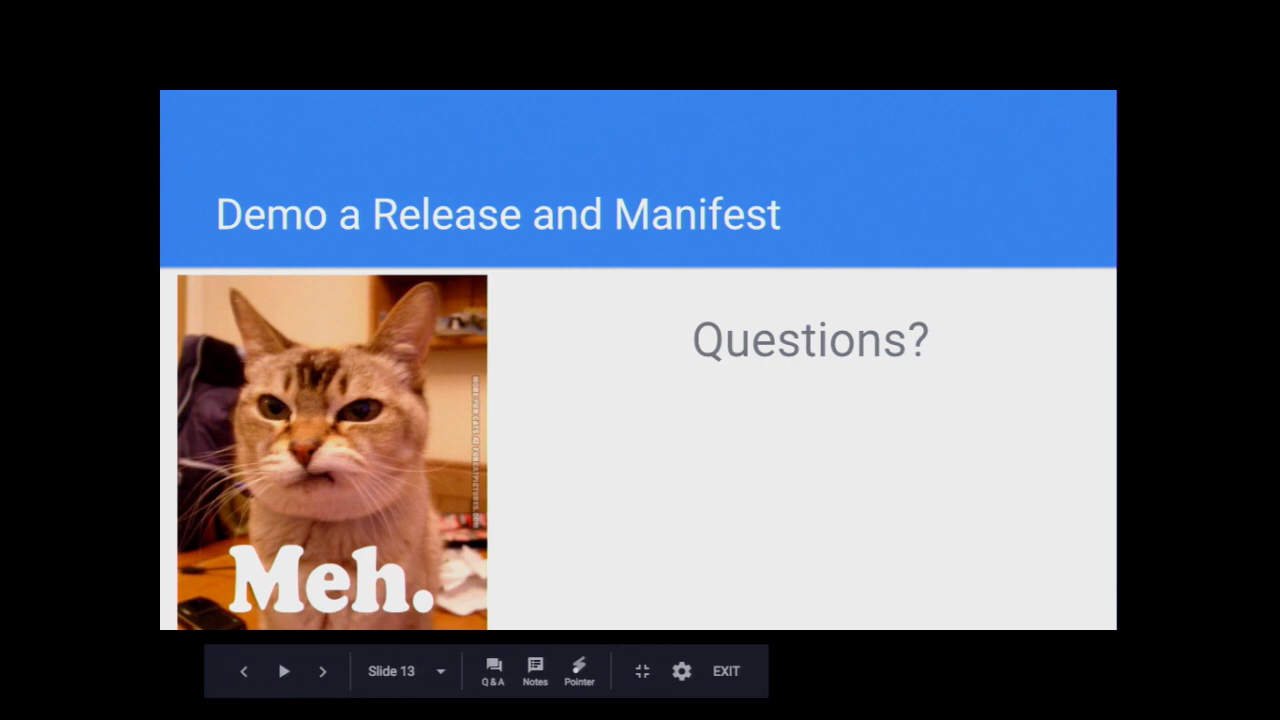 Demo a Release and Manifest
Questions?
Meh.
Slide 13
Q & A
Notes
Pointer
EXIT